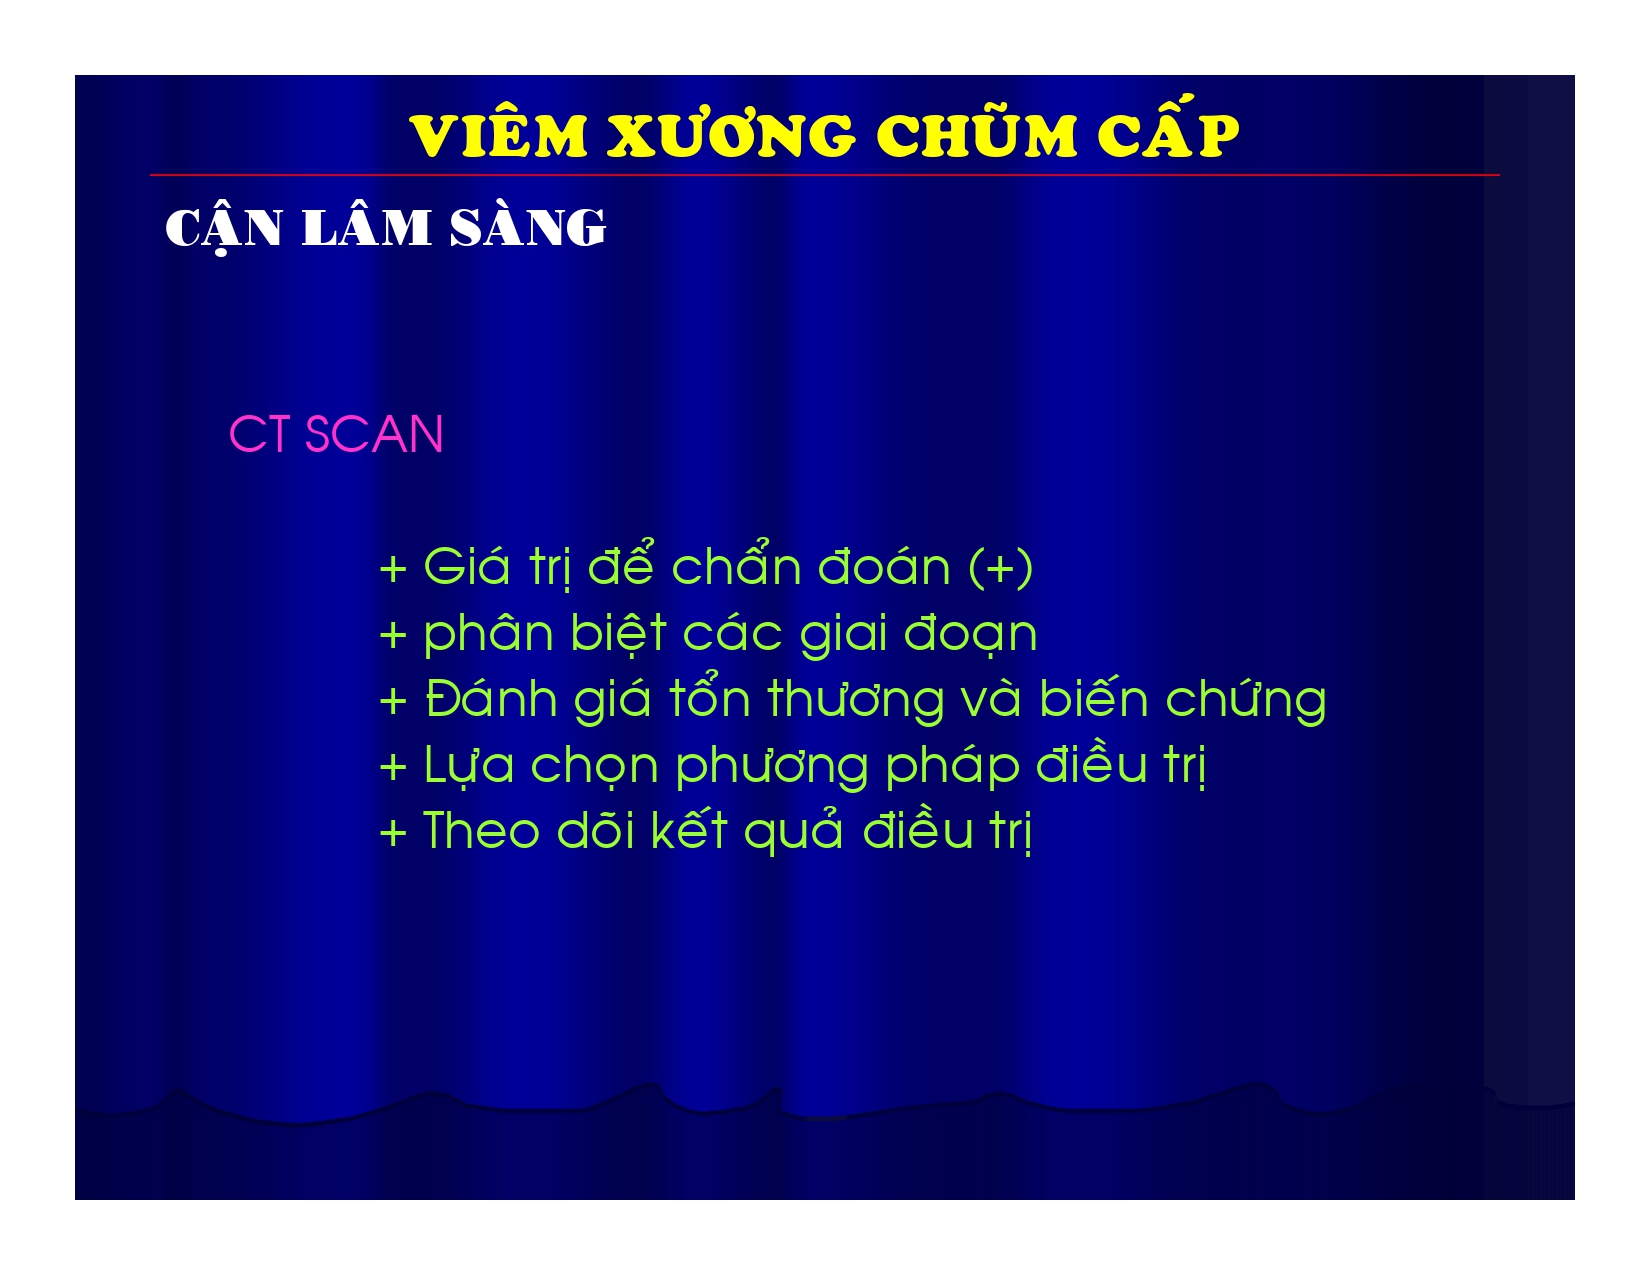 VIÊM XƯƠNG CHŨM CẤP
CẬN LÂM SÀNG
CT SCAN
+ Giá trị để chẩn đoán (+)
+ phân biệt các giai đoạn
+ Đánh giá tổn thương và biến chứng
+ Lựa chọn phương pháp điều trị
+ Theo dõi kết quả điều trị